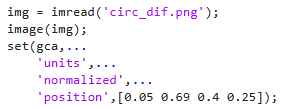 img = imread('circ_dif.png');
image(img);
set(gca,...
'units',...
'normalized',...
'position',[0.05 0.69 0.4 0.25]);